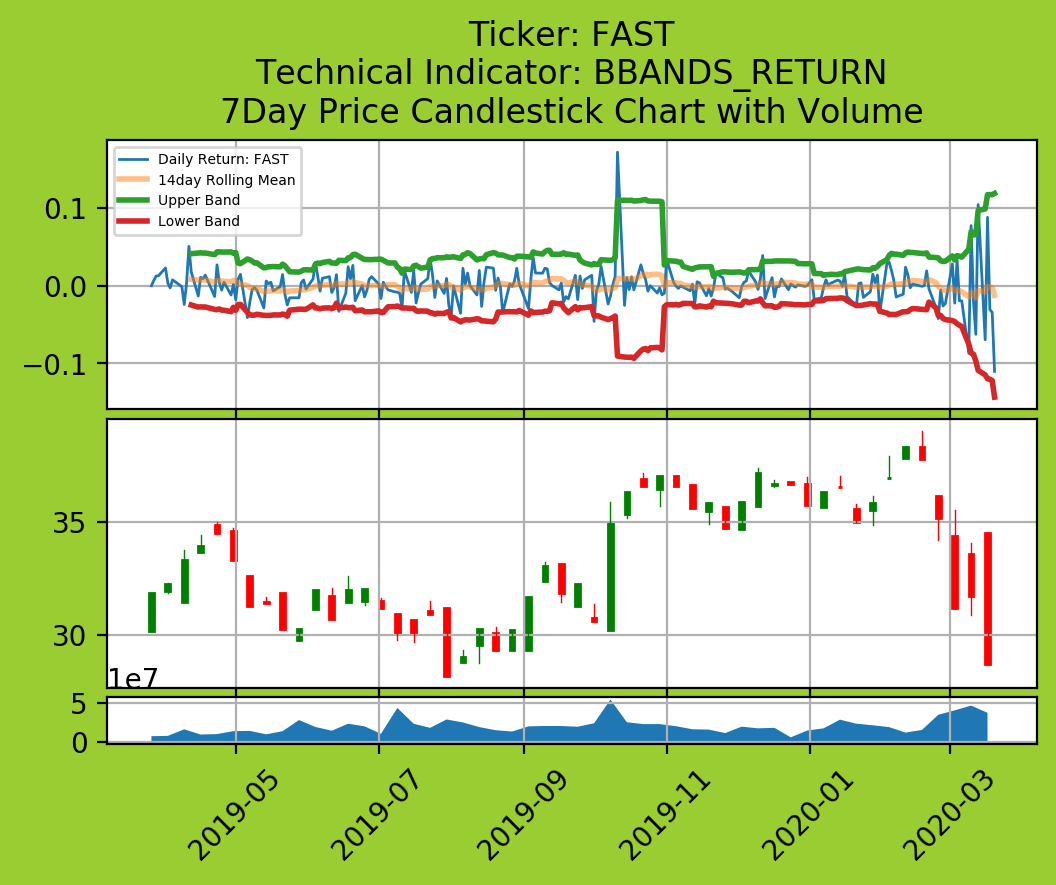 Ticker: FAST
Technical Indicator: BBANDS_RETURN
7Day Price Candlestick Chart with Volume
Daily Return: FAST
14day Rolling Mean
Upper Band
Lower Band
0.1
0.0
−0.1
35
30
1e7
5
0
2019-05
2019-07
2019-09
2019-11
2020-01
2020-03